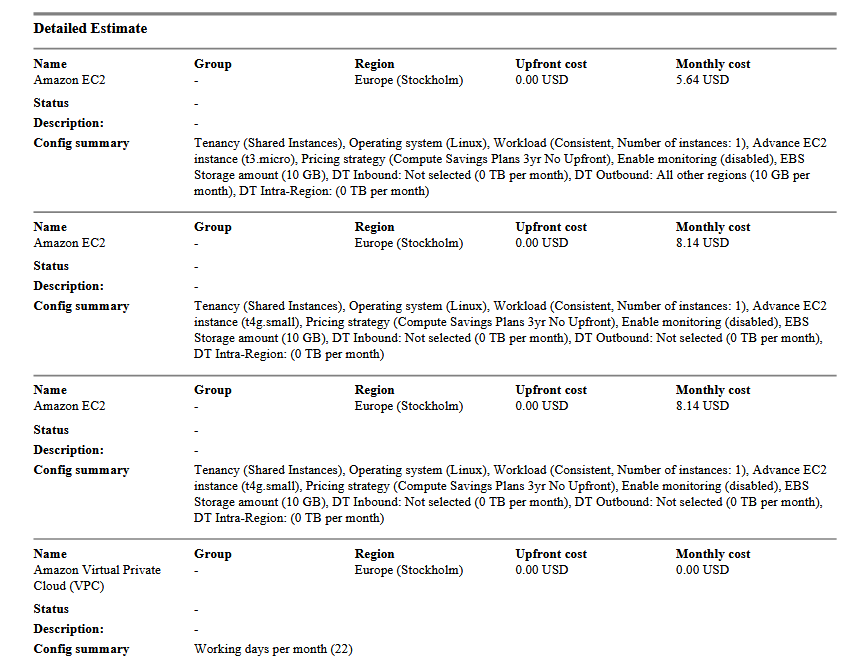 Detailed Estimate
Name Group Region Upfront cost Monthly cost
Amazon EC2 - Europe (Stockholm) 0.00 USD 5.64 USD
Status -
Description: -
Config summary Tenancy (Shared Instances), Operating system (Linux), Workload (Consistent, Number of instances: 1), Advance EC2
instance (t3.micro), Pricing strategy (Compute Savings Plans 3yr No Upfront), Enable monitoring (disabled), EBS
Storage amount (10 GB), DT Inbound: Not selected (0 TB per month), DT Outbound: All other regions (10 GB per
month), DT Intra-Region: (0 TB per month)
Name Group Region Upfront cost Monthly cost
Amazon EC2 - Europe (Stockholm) 0.00 USD 8.14 USD
Status -
Description: -
Config summary Tenancy (Shared Instances), Operating system (Linux), Workload (Consistent, Number of instances: 1), Advance EC2
instance (t4g.small), Pricing strategy (Compute Savings Plans 3yr No Upfront), Enable monitoring (disabled), EBS
Storage amount (10 GB), DT Inbound: Not selected (0 TB per month), DT Outbound: Not selected (0 TB per month),
DT Intra-Region: (0 TB per month)
Name Group Region Upfront cost Monthly cost
Amazon EC2 - Europe (Stockholm) 0.00 USD 8.14 USD
Status -
Description: -
Config summary Tenancy (Shared Instances), Operating system (Linux), Workload (Consistent, Number of instances: 1), Advance EC2
instance (t4g.small), Pricing strategy (Compute Savings Plans 3yr No Upfront), Enable monitoring (disabled), EBS
Storage amount (10 GB), DT Inbound: Not selected (0 TB per month), DT Outbound: Not selected (0 TB per month),
DT Intra-Region: (0 TB per month)
Name Group Region Upfront cost Monthly cost
Amazon Virtual Private - Europe (Stockholm) 0.00 USD 0.00 USD
Cloud (VPC)
Status -
Description: -
Config summary Working days per month (22)